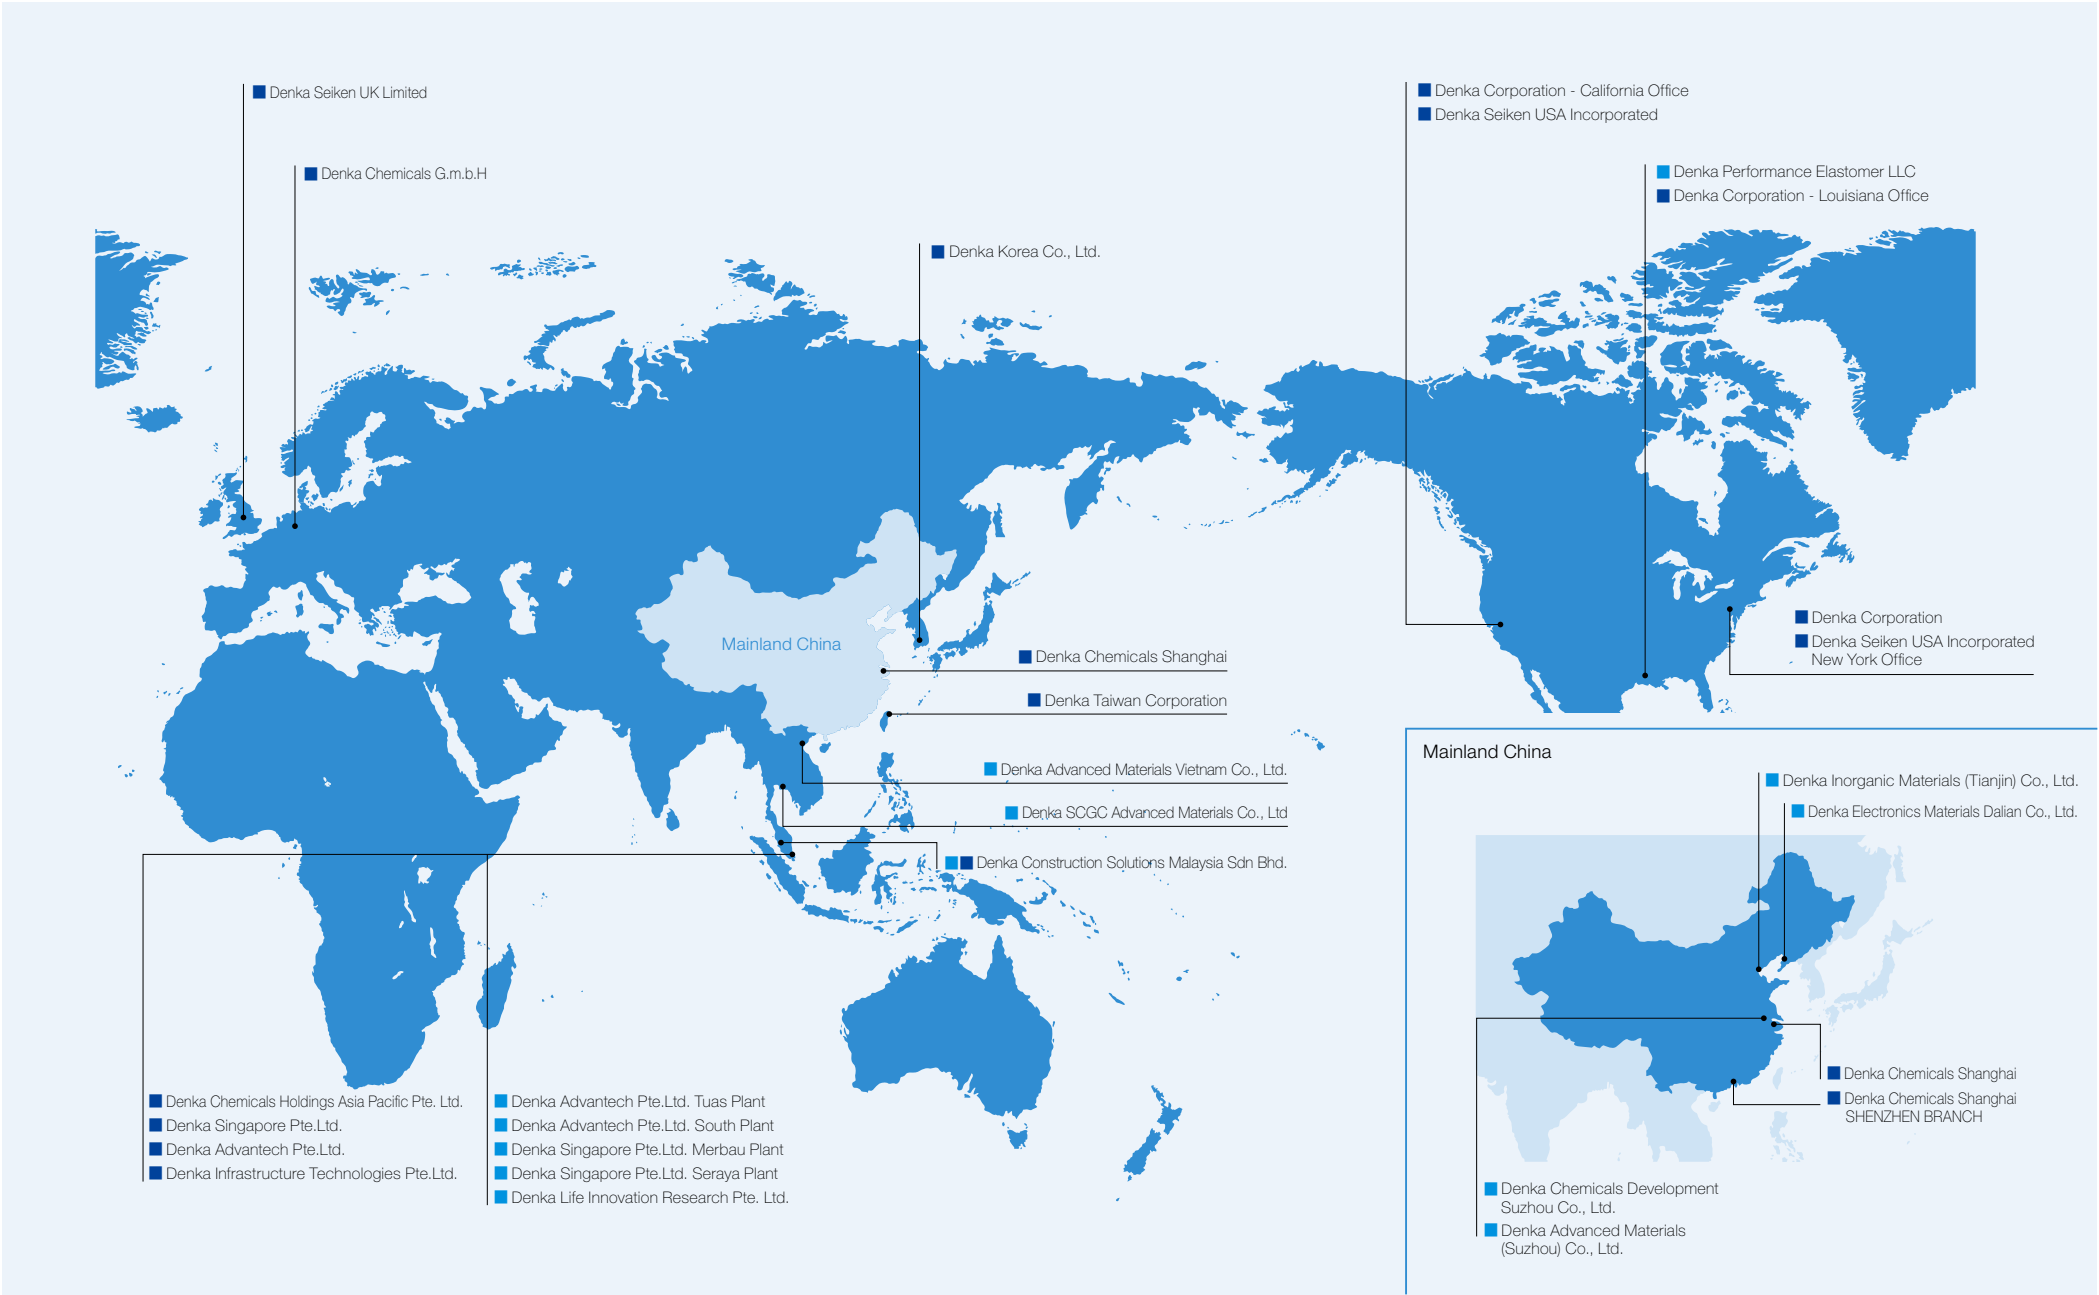 Denka Seiken UK Limited
Denka Chemicals G.m.b.H
Denka Korea Co., Ltd.
Denka Corporation - California Office
Denka Seiken USA Incorporated
Denka Performance Elastomer LLC
Denka Corporation - Louisiana Office
Denka Corporation
Denka Seiken USA Incorporated
New York Office
Mainland China
Denka Chemicals Shanghai
Denka Taiwan Corporation
Denka Advanced Materials Vietnam Co., Ltd.
Denka SCGC Advanced Materials Co., Ltd
Denka Construction Solutions Malaysia Sdn Bhd.
Denka Chemicals Holdings Asia Pacific Pte. Ltd.
Denka Singapore Pte.Ltd.
Denka Advantech Pte.Ltd.
Denka Infrastructure Technologies Pte.Ltd.
Denka Advantech Pte.Ltd. Tuas Plant
Denka Advantech Pte.Ltd. South Plant
Denka Singapore Pte.Ltd. Merbau Plant
Denka Singapore Pte.Ltd. Seraya Plant
Denka Life Innovation Research Pte. Ltd.
Mainland China
Denka Inorganic Materials (Tianjin) Co., Ltd.
Denka Electronics Materials Dalian Co., Ltd.
Denka Chemicals Shanghai
Denka Chemicals Shanghai
SHENZHEN BRANCH
Denka Chemicals Development
Suzhou Co., Ltd.
Denka Advanced Materials
(Suzhou) Co., Ltd.